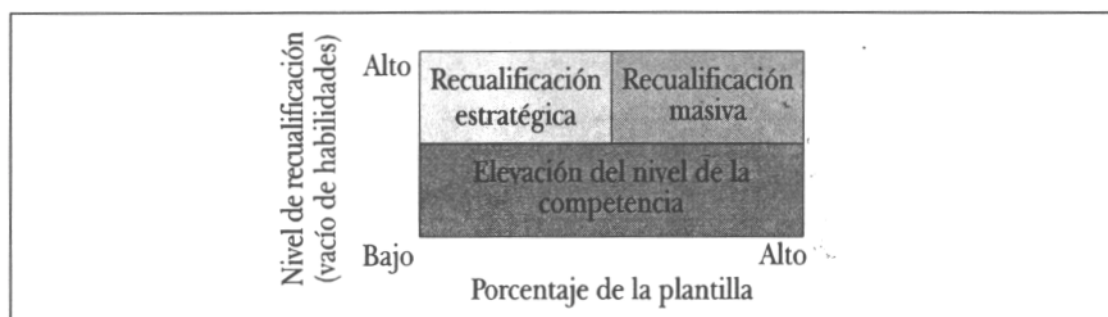 Nivel de recualificación
(vacío de habilidades)
Alto
Recualificación
estratégica
Recualificación
masiva
Elevación del nivel de la
competencia
Bajo
Alto
Porcentaje de la plantilla